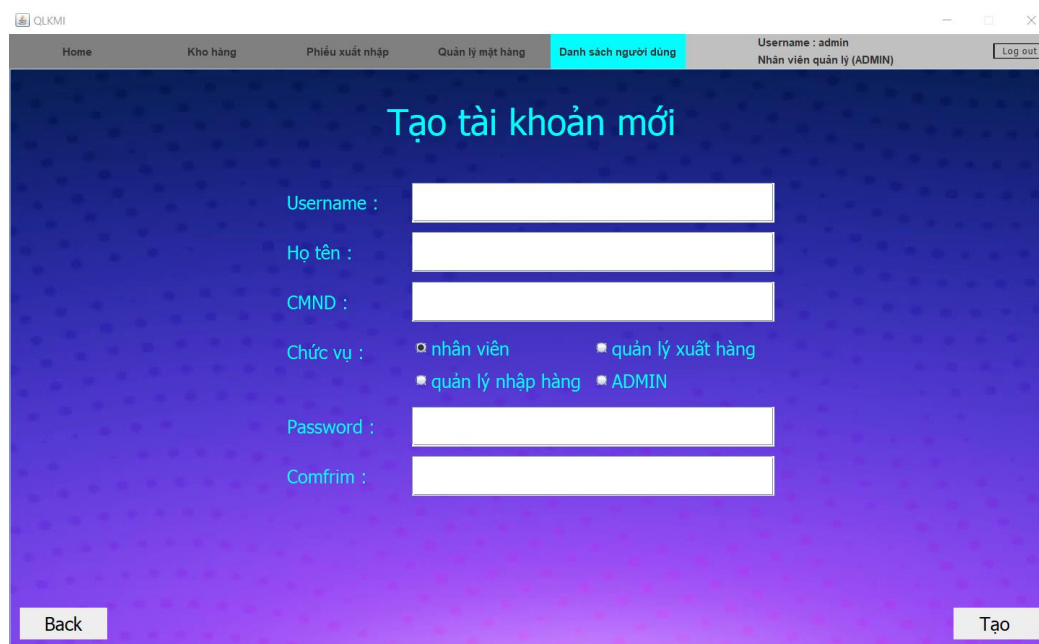 QLKMI
Home Kho hàng Phiếu xuất nhập Quản lý mặt hàng Danh sách người dùng Username : admin Log out
Nhân viên quản lý (ADMIN)
Tạo tài khoản mới
Username :
Họ tên :
CMND :
Chức vụ : nhân viên quản lý xuất hàng
quản lý nhập hàng ADMIN
Password :
Comfrim :
Back Tạo